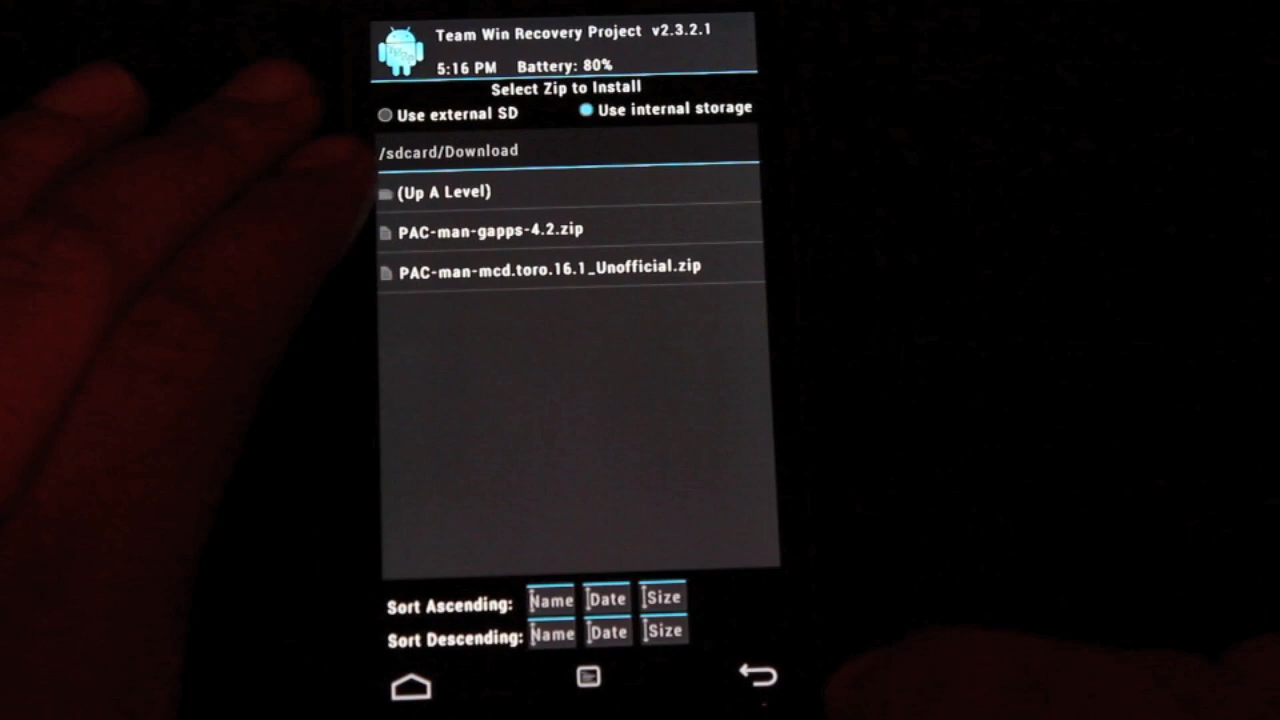 Team Win Recovery Project v2.3.2.1
5:16 PM Battery: 80%
Select Zip to Install
Use external SD Use internal storage
/sdcard/Download
(Up A Level)
PAC-man-gapps-4.2.zip
PAC-man-mcd.toro.16.1_Unofficial.zip
Sort Ascending: Name Date Size
Sort Descending: Name Date Size